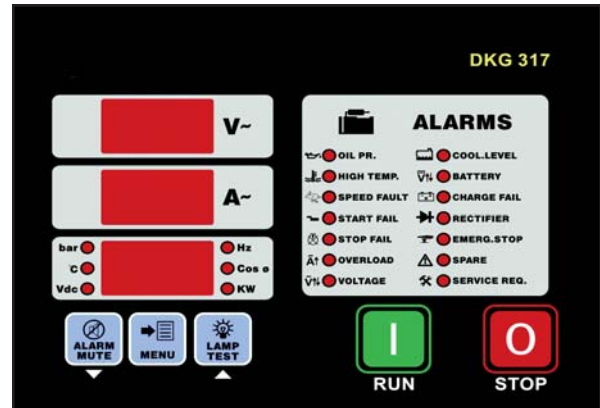 DKG 317
V~
A~
bar
Hz
°C
Cos ø
Vdc
KW
ALARM MUTE
MENU
LAMP TEST
ALARMS
OIL PR.
COOL.LEVEL
HIGH TEMP.
BATTERY
SPEED FAULT
CHARGE FAIL
START FAIL
RECTIFIER
STOP FAIL
EMERG.STOP
OVERLOAD
SPARE
VOLTAGE
SERVICE REQ.
I
RUN
O
STOP